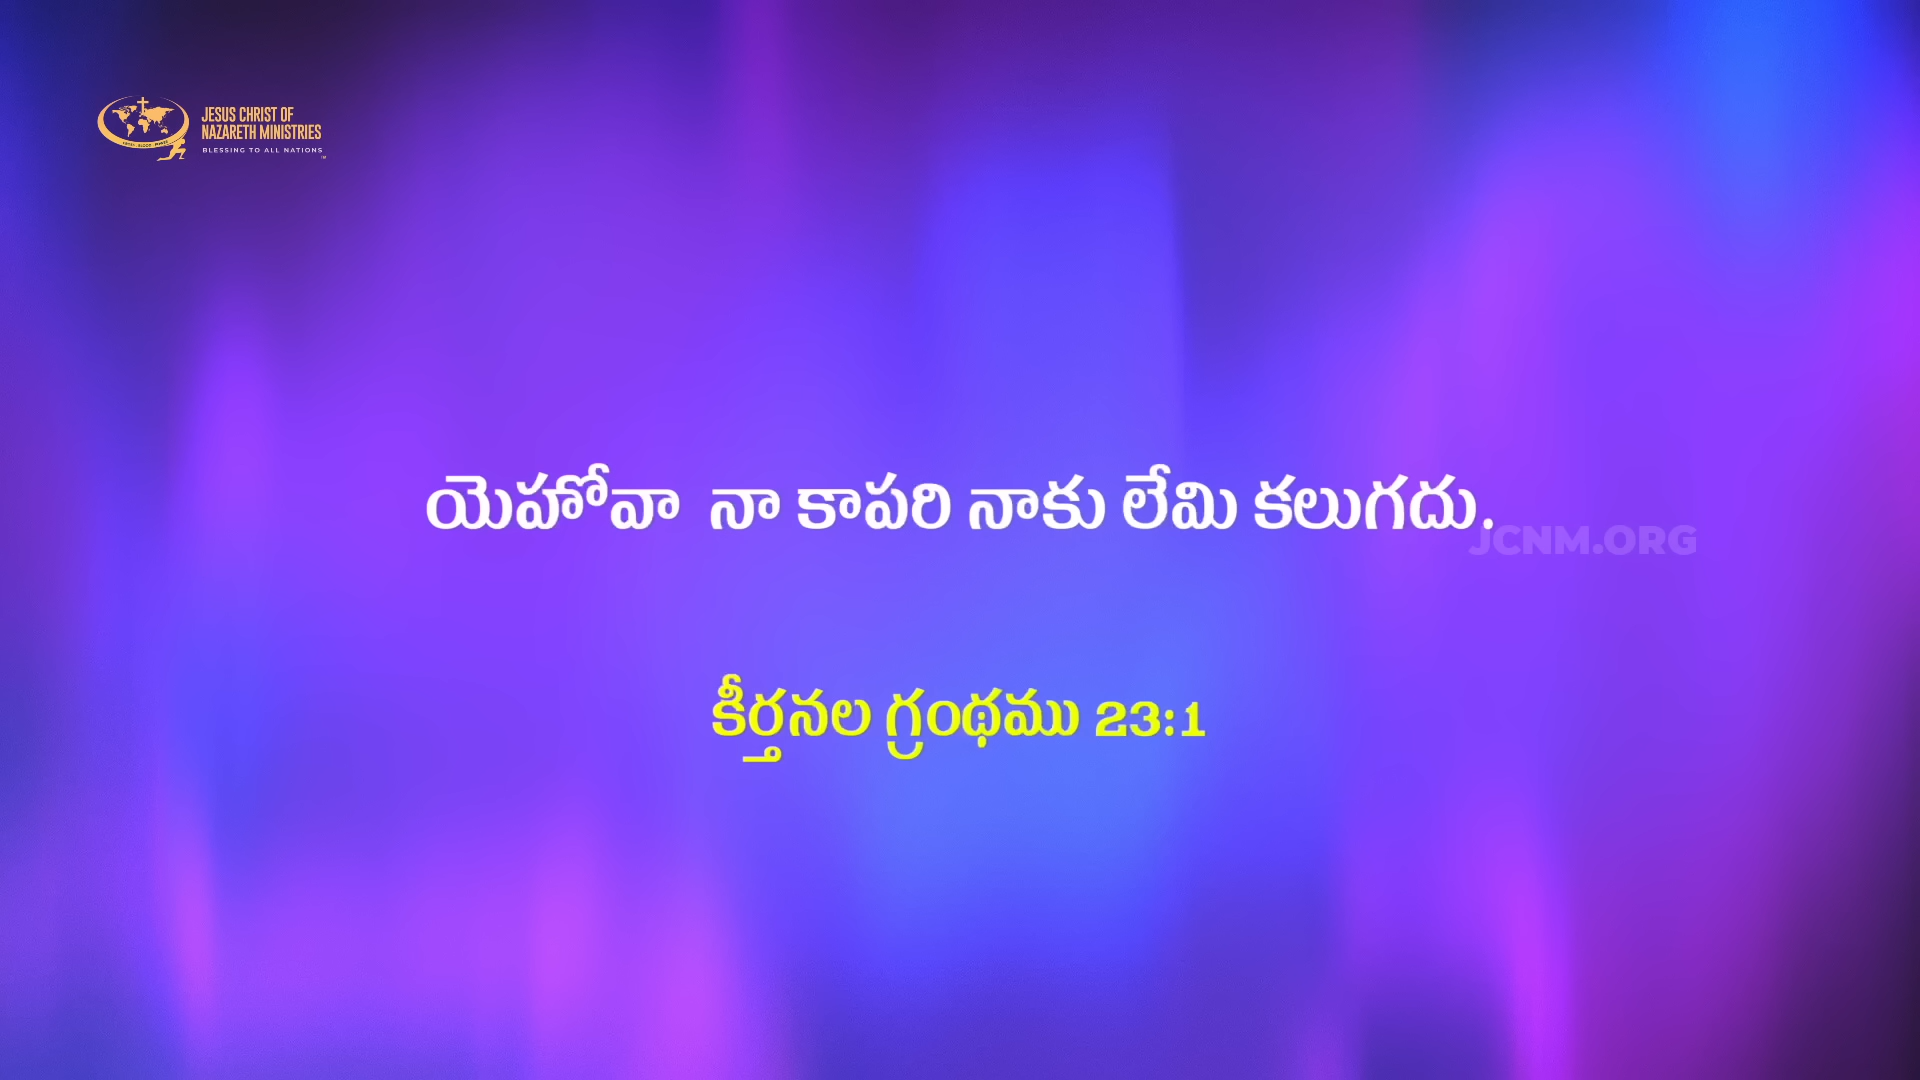 JESUS CHRIST OF
NAZARETH MINISTRIES
BLESSING TO ALL NATIONS
యెహోవా నా కాపరి నాకు లేమి కలుగదు.
JCNM.ORG
కీర్తనల గ్రంథము 23:1